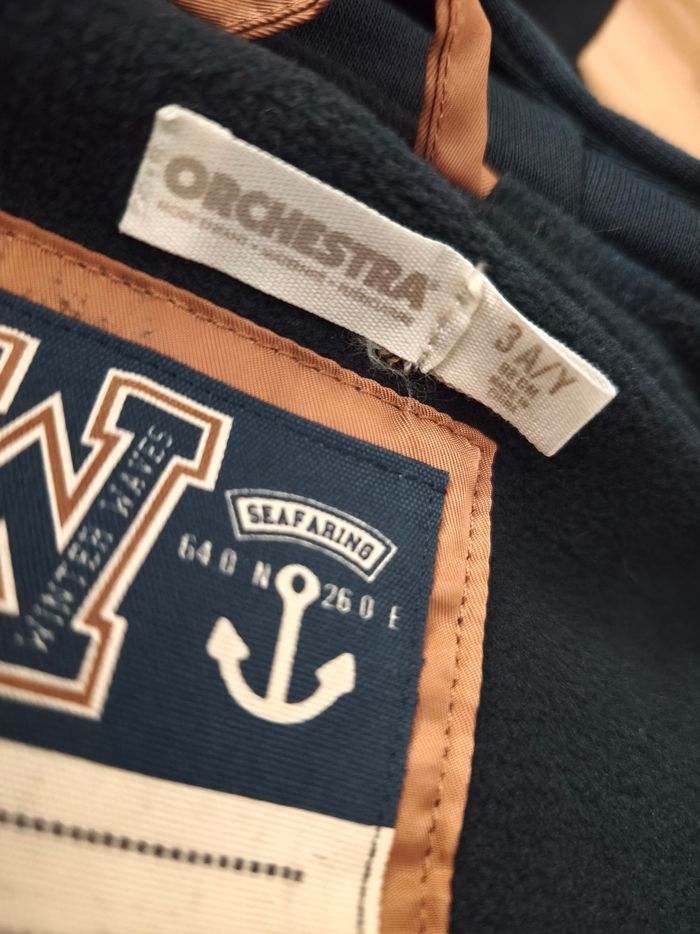 ORCHESTRA
3 A/Y
W
WINTER WAVES
SEAFARING
64.0 N 26.0 E